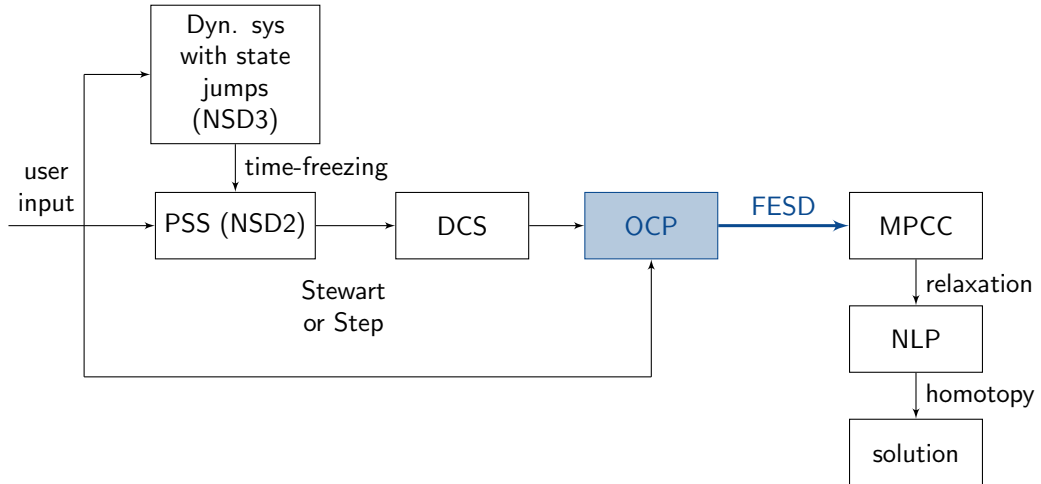 Dyn. sys
with state
jumps
(NSD3)
time-freezing
user
input
PSS (NSD2)
DCS
OCP
FESD
MPCC
Stewart
or Step
relaxation
NLP
homotopy
solution